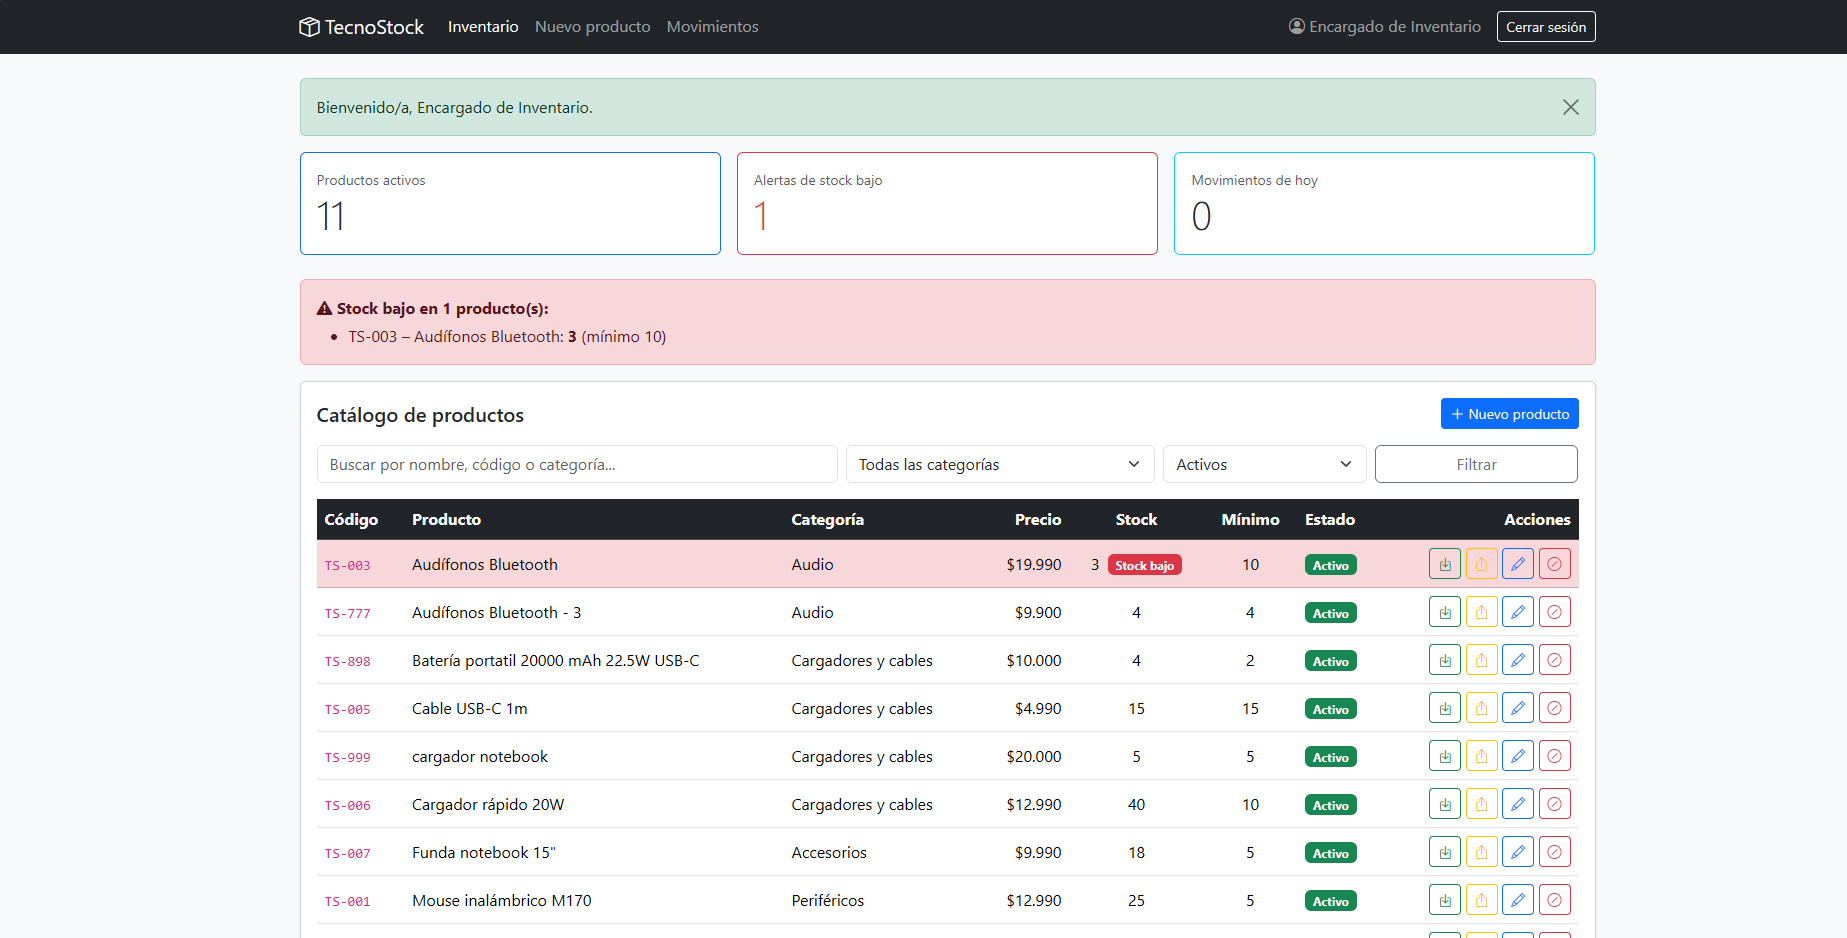 TecnoStock Inventario Nuevo producto Movimientos Encargado de Inventario Cerrar sesión
Bienvenido/a, Encargado de Inventario.
Productos activos
11
Alertas de stock bajo
1
Movimientos de hoy
0
Stock bajo en 1 producto(s):
• TS-003 – Audífonos Bluetooth: 3 (mínimo 10)
Catálogo de productos
+ Nuevo producto
Buscar por nombre, código o categoría... Todas las categorías Activos Filtrar
Código Producto Categoría Precio Stock Mínimo Estado Acciones
TS-003 Audífonos Bluetooth Audio $19.990 3 Stock bajo 10 Activo
TS-777 Audífonos Bluetooth - 3 Audio $9.900 4 4 Activo
TS-898 Batería portatil 20000 mAh 22.5W USB-C Cargadores y cables $10.000 4 2 Activo
TS-005 Cable USB-C 1m Cargadores y cables $4.990 15 15 Activo
TS-999 cargador notebook Cargadores y cables $20.000 5 5 Activo
TS-006 Cargador rápido 20W Cargadores y cables $12.990 40 10 Activo
TS-007 Funda notebook 15" Accesorios $9.990 18 5 Activo
TS-001 Mouse inalámbrico M170 Periféricos $12.990 25 5 Activo